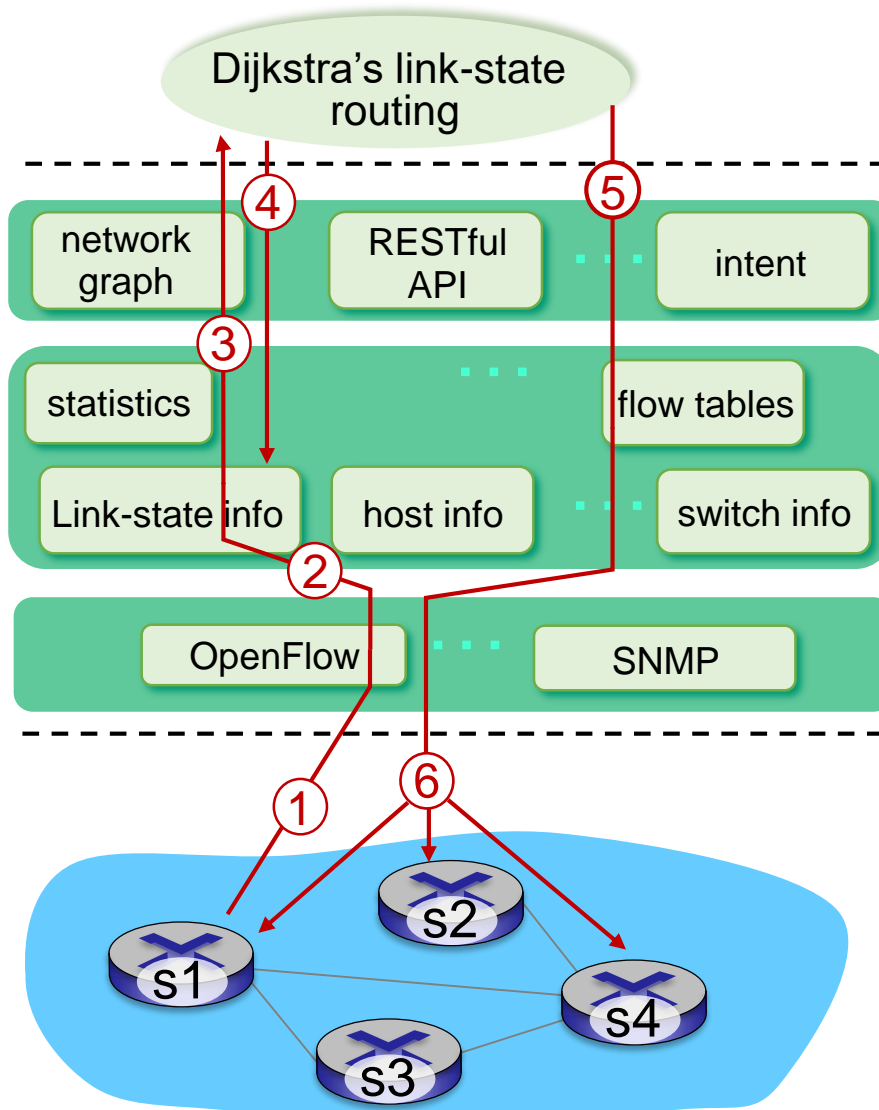 Dijkstra’s link-state
routing
4
5
network
graph
RESTful
API
intent
3
statistics
flow tables
Link-state info
host info
switch info
2
OpenFlow
SNMP
1
6
s2
s1
s4
s3